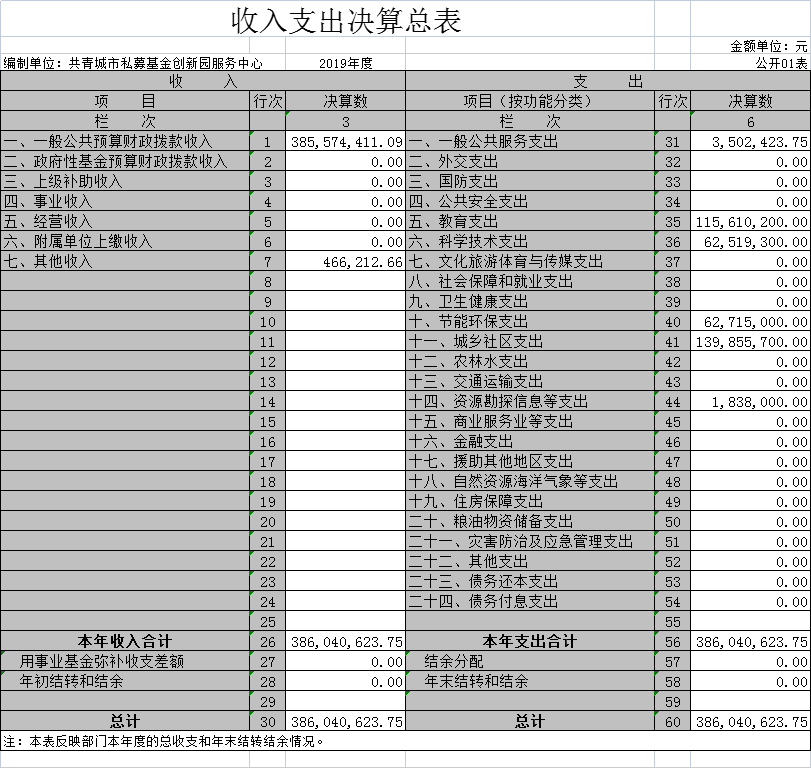 收入支出决算总表
金额单位：元
编制单位：共青城市私募基金创新园服务中心 2019年度 公开01表
收 入 支 出
项 目 行次 决算数 项目（按功能分类） 行次 决算数
栏 次 3 栏 次 6
一、一般公共预算财政拨款收入 1 385,574,411.09 一、一般公共服务支出 31 3,502,423.75
二、政府性基金预算财政拨款收入 2 0.00 二、外交支出 32 0.00
三、上级补助收入 3 0.00 三、国防支出 33 0.00
四、事业收入 4 0.00 四、公共安全支出 34 0.00
五、经营收入 5 0.00 五、教育支出 35 115,610,200.00
六、附属单位上缴收入 6 0.00 六、科学技术支出 36 62,519,300.00
七、其他收入 7 466,212.66 七、文化旅游体育与传媒支出 37 0.00
8 八、社会保障和就业支出 38 0.00
9 九、卫生健康支出 39 0.00
10 十、节能环保支出 40 62,715,000.00
11 十一、城乡社区支出 41 139,855,700.00
12 十二、农林水支出 42 0.00
13 十三、交通运输支出 43 0.00
14 十四、资源勘探信息等支出 44 1,838,000.00
15 十五、商业服务业等支出 45 0.00
16 十六、金融支出 46 0.00
17 十七、援助其他地区支出 47 0.00
18 十八、自然资源海洋气象等支出 48 0.00
19 十九、住房保障支出 49 0.00
20 二十、粮油物资储备支出 50 0.00
21 二十一、灾害防治及应急管理支出 51 0.00
22 二十二、其他支出 52 0.00
23 二十三、债务还本支出 53 0.00
24 二十四、债务付息支出 54 0.00
25 55
本年收入合计 26 386,040,623.75 本年支出合计 56 386,040,623.75
用事业基金弥补收支差额 27 0.00 结余分配 57 0.00
年初结转和结余 28 0.00 年末结转和结余 58 0.00
29 59
总计 30 386,040,623.75 总计 60 386,040,623.75
注：本表反映部门本年度的总收支和年末结转结余情况。